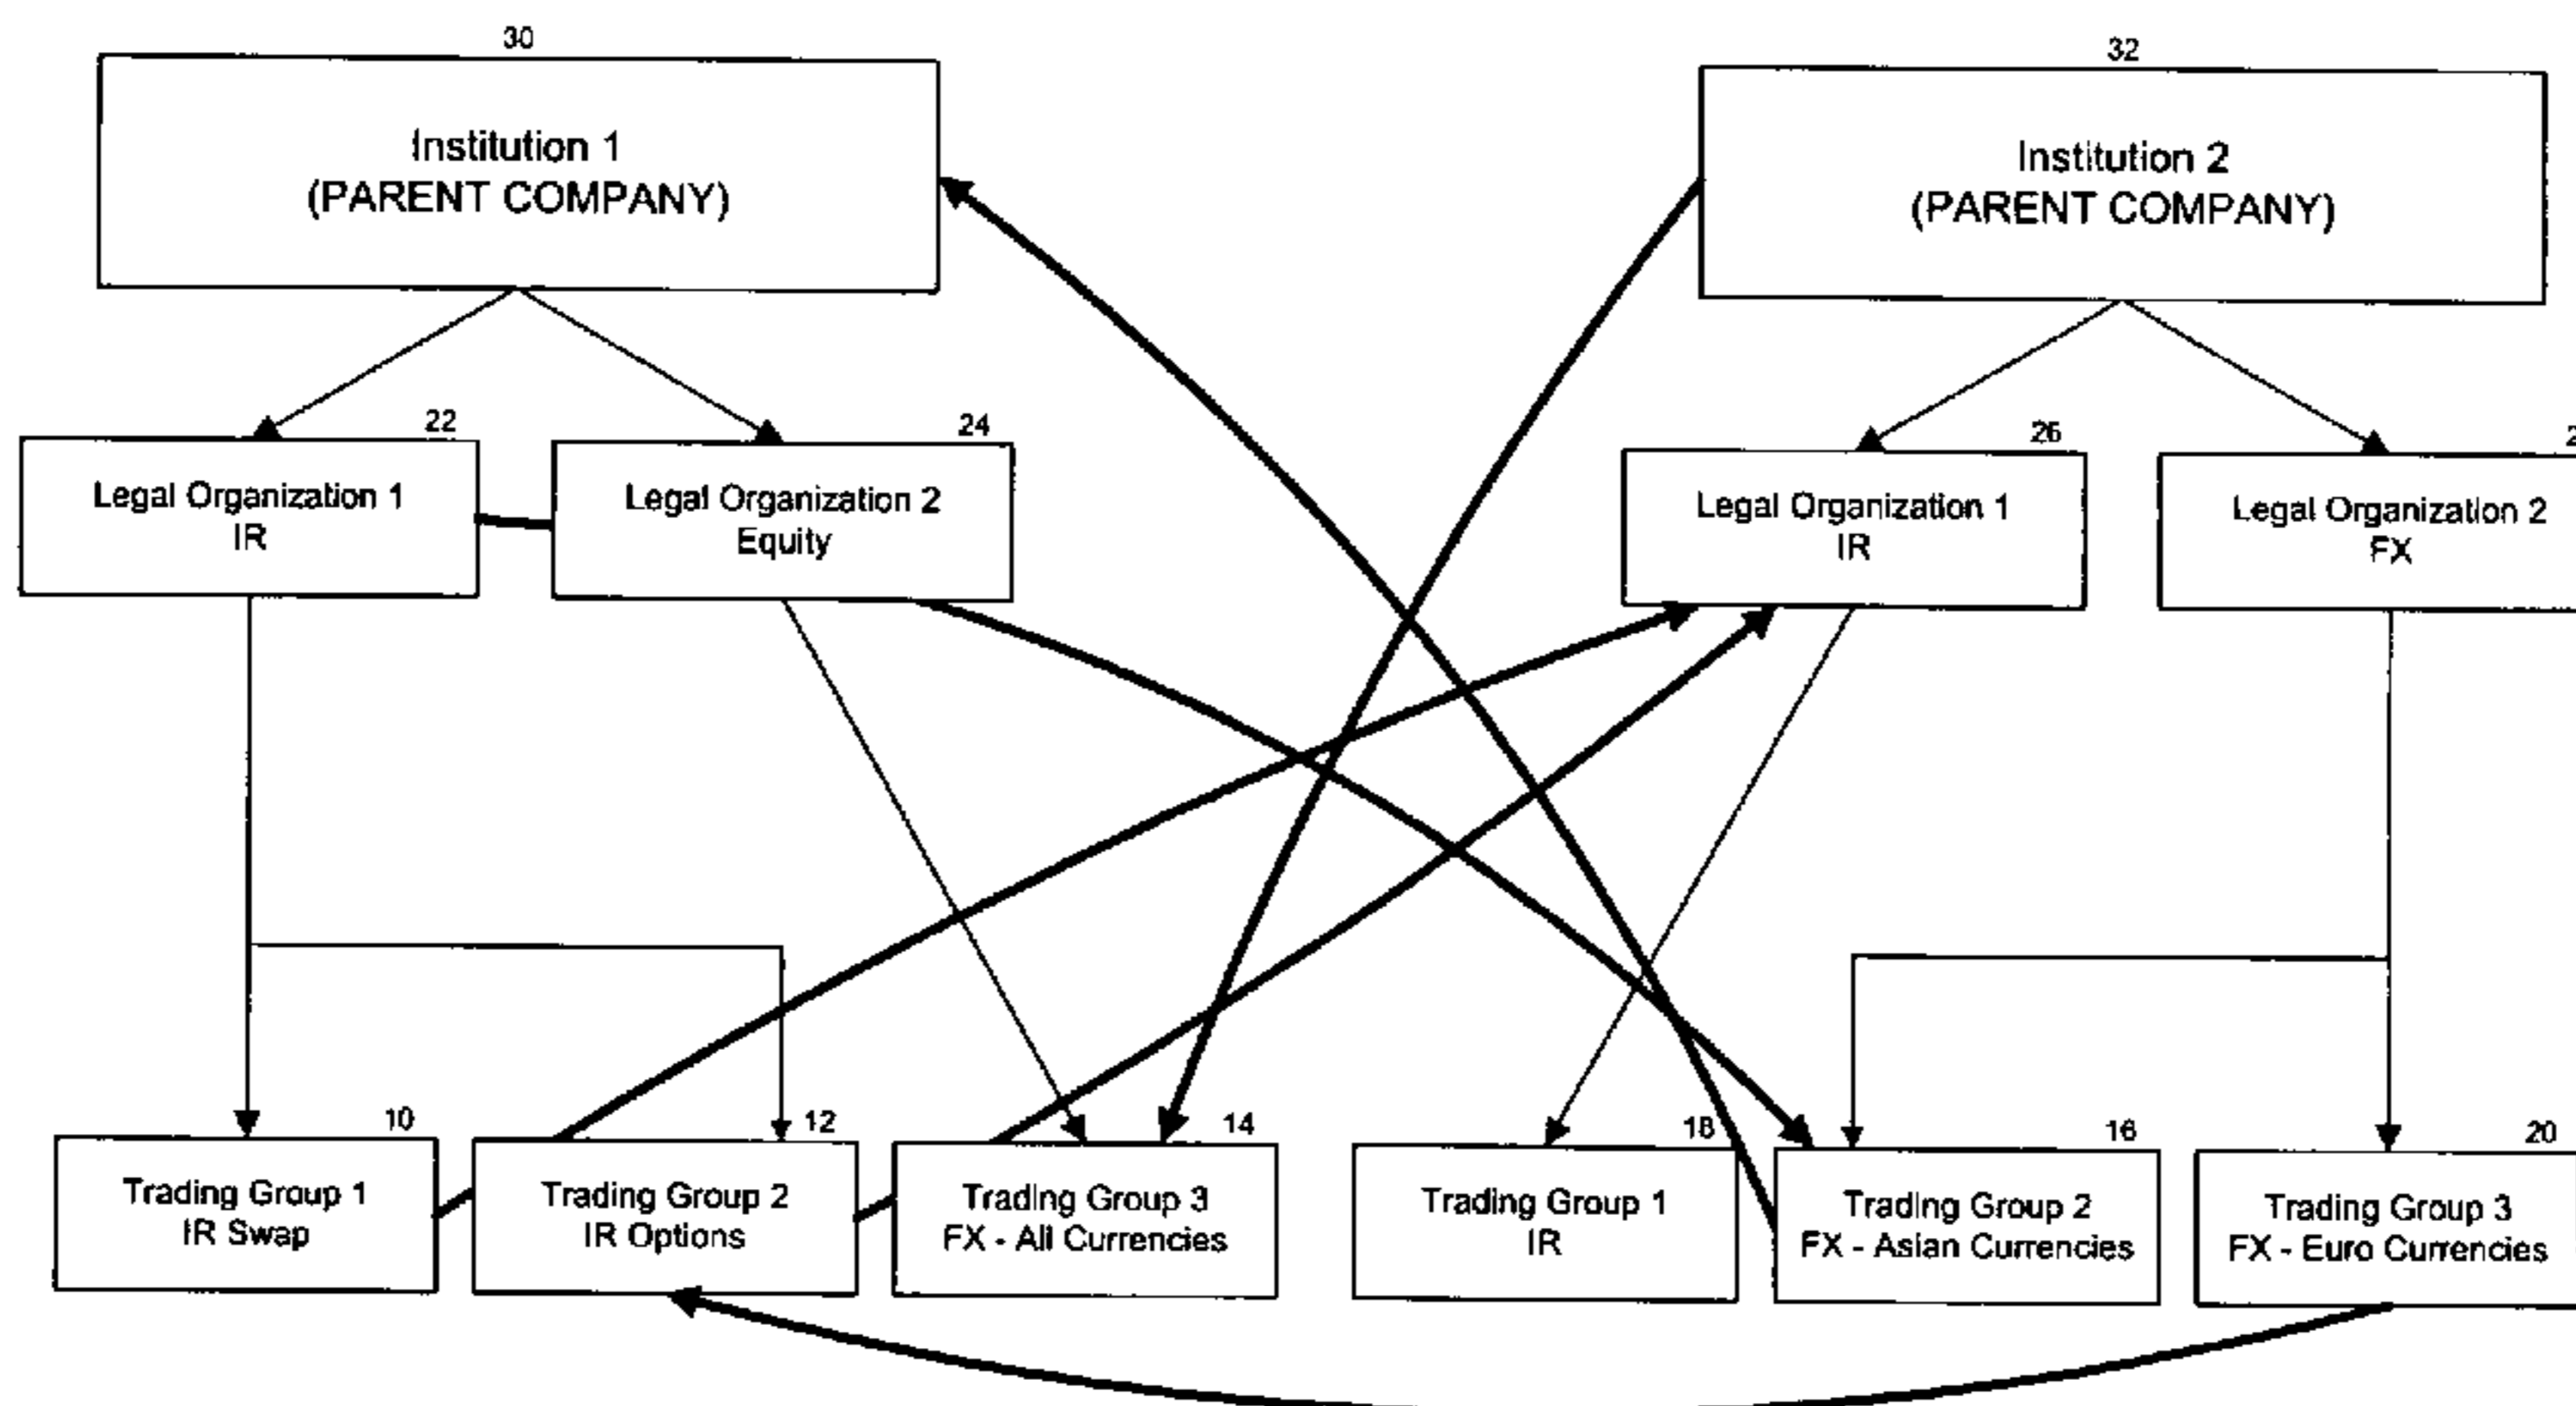 30
32
Institution 1
(PARENT COMPANY)
Institution 2
(PARENT COMPANY)
22
24
26
Legal Organization 1
IR
Legal Organization 2
Equity
Legal Organization 1
IR
Legal Organization 2
FX
10
12
14
18
16
20
Trading Group 1
IR Swap
Trading Group 2
IR Options
Trading Group 3
FX - All Currencies
Trading Group 1
IR
Trading Group 2
FX - Asian Currencies
Trading Group 3
FX - Euro Currencies